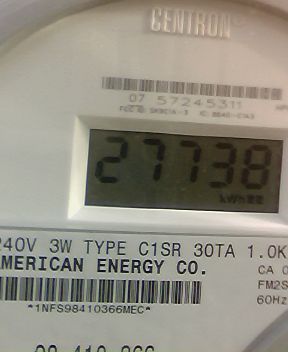 CENTRON
07 57245311
27738
kWh
240V 3W TYPE C1SR 30TA 1.0K
AMERICAN ENERGY CO.
CA 0
FM2S
60Hz
*1NFS98410366MEC*